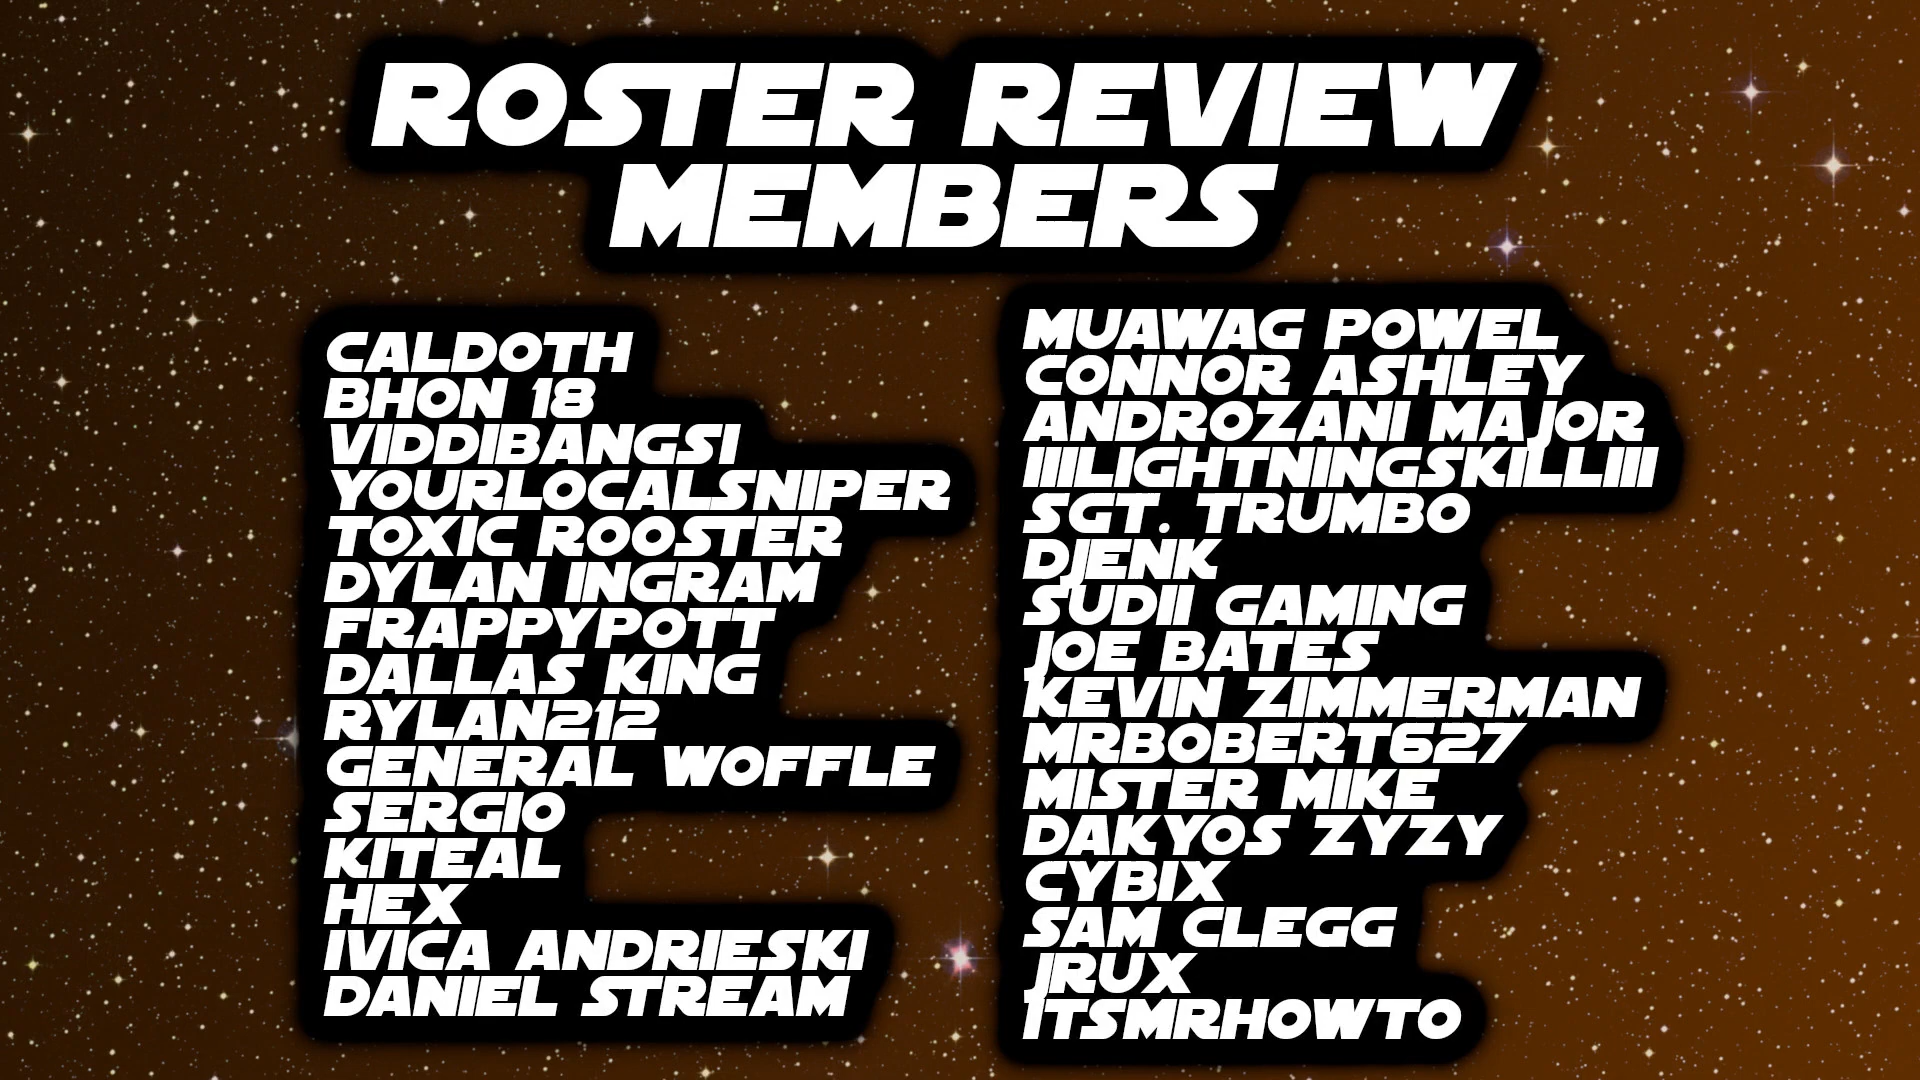 ROSTER REVIEW
MEMBERS
CALDOTH
BHON 18
VIDDIBANGSI
YOURLOCALSNIPER
TOXIC ROOSTER
DYLAN INGRAM
FRAPPYPOTT
DALLAS KING
RYLAN212
GENERAL WOFFLE
SERGIO
KITEAL
HEX
IVICA ANDRIESKI
DANIEL STREAM
MUAWAG POWEL
CONNOR ASHLEY
ANDROZANI MAJOR
IIILIGHTNINGSKILLIII
SGT. TRUMBO
DJENK
SUDII GAMING
JOE BATES
KEVIN ZIMMERMAN
MRBOBERT627
MISTER MIKE
DAKYOS ZYZY
CYBIX
SAM CLEGG
JRUX
ITSMRHOWTO